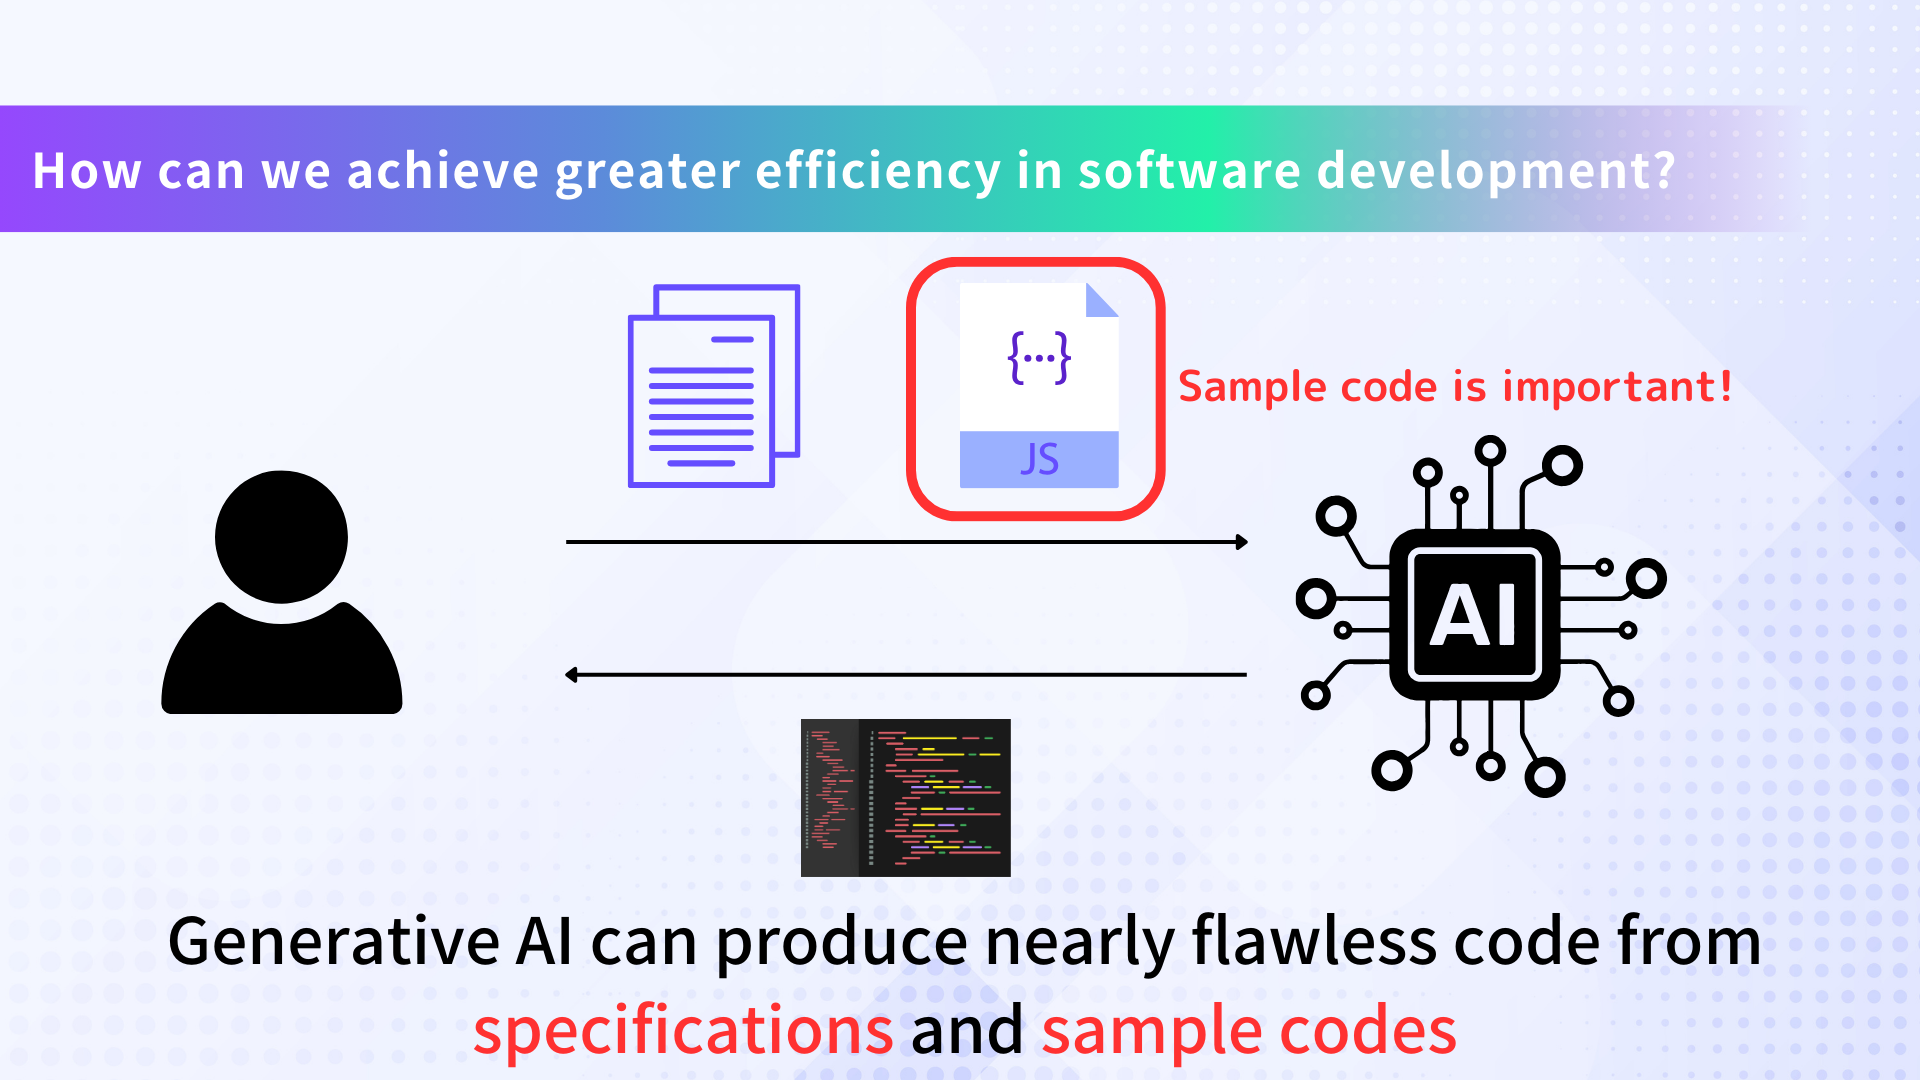 How can we achieve greater efficiency in software development?
{···}
JS
Sample code is important!
AI
Generative AI can produce nearly flawless code from
specifications and sample codes